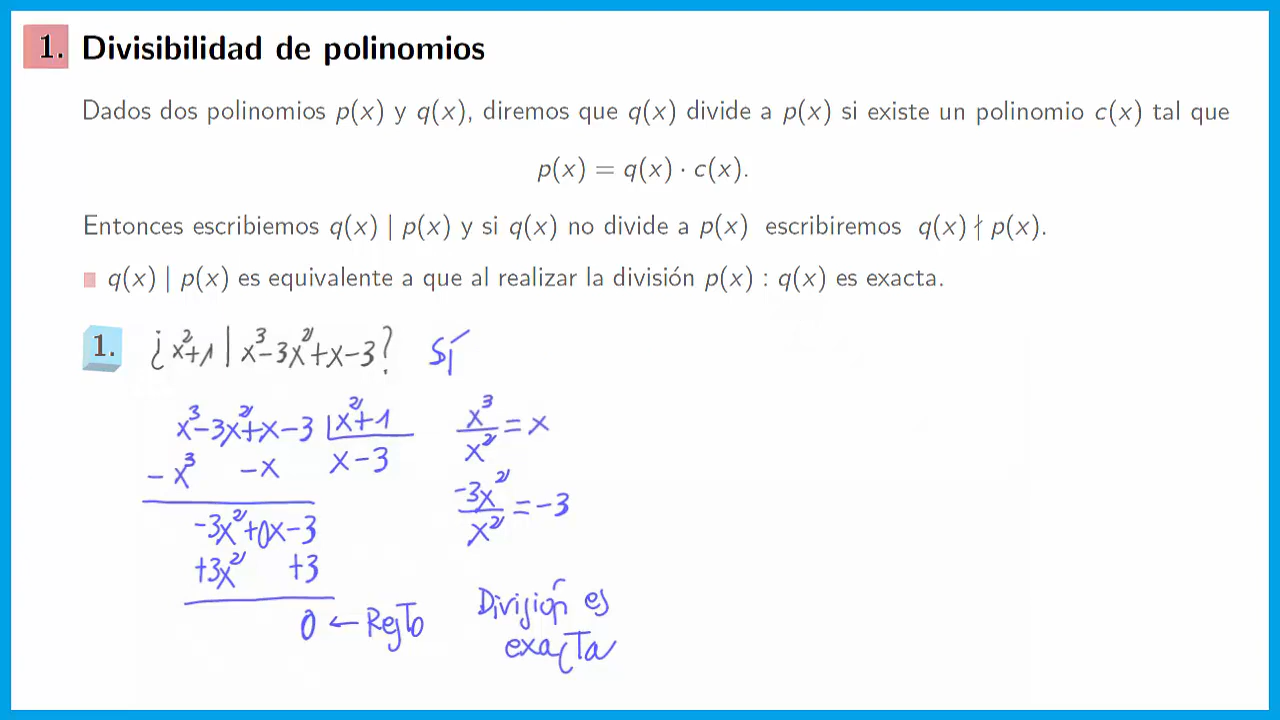 1. Divisibilidad de polinomios
Dados dos polinomios p(x) y q(x), diremos que q(x) divide a p(x) si existe un polinomio c(x) tal que
p(x) = q(x) · c(x).
Entonces escribiemos q(x) | p(x) y si q(x) no divide a p(x) escribiremos q(x) ∤ p(x).
q(x) | p(x) es equivalente a que al realizar la división p(x) : q(x) es exacta.
1. ¿x²+1 | x³-3x²+x-3? SÍ
x³-3x²+x-3 |x²+1
-x³ -x x-3
-3x²+0x-3
+3x² +3
0 ← Resto
x³/x² = x
-3x²/x² = -3
División es
exacta